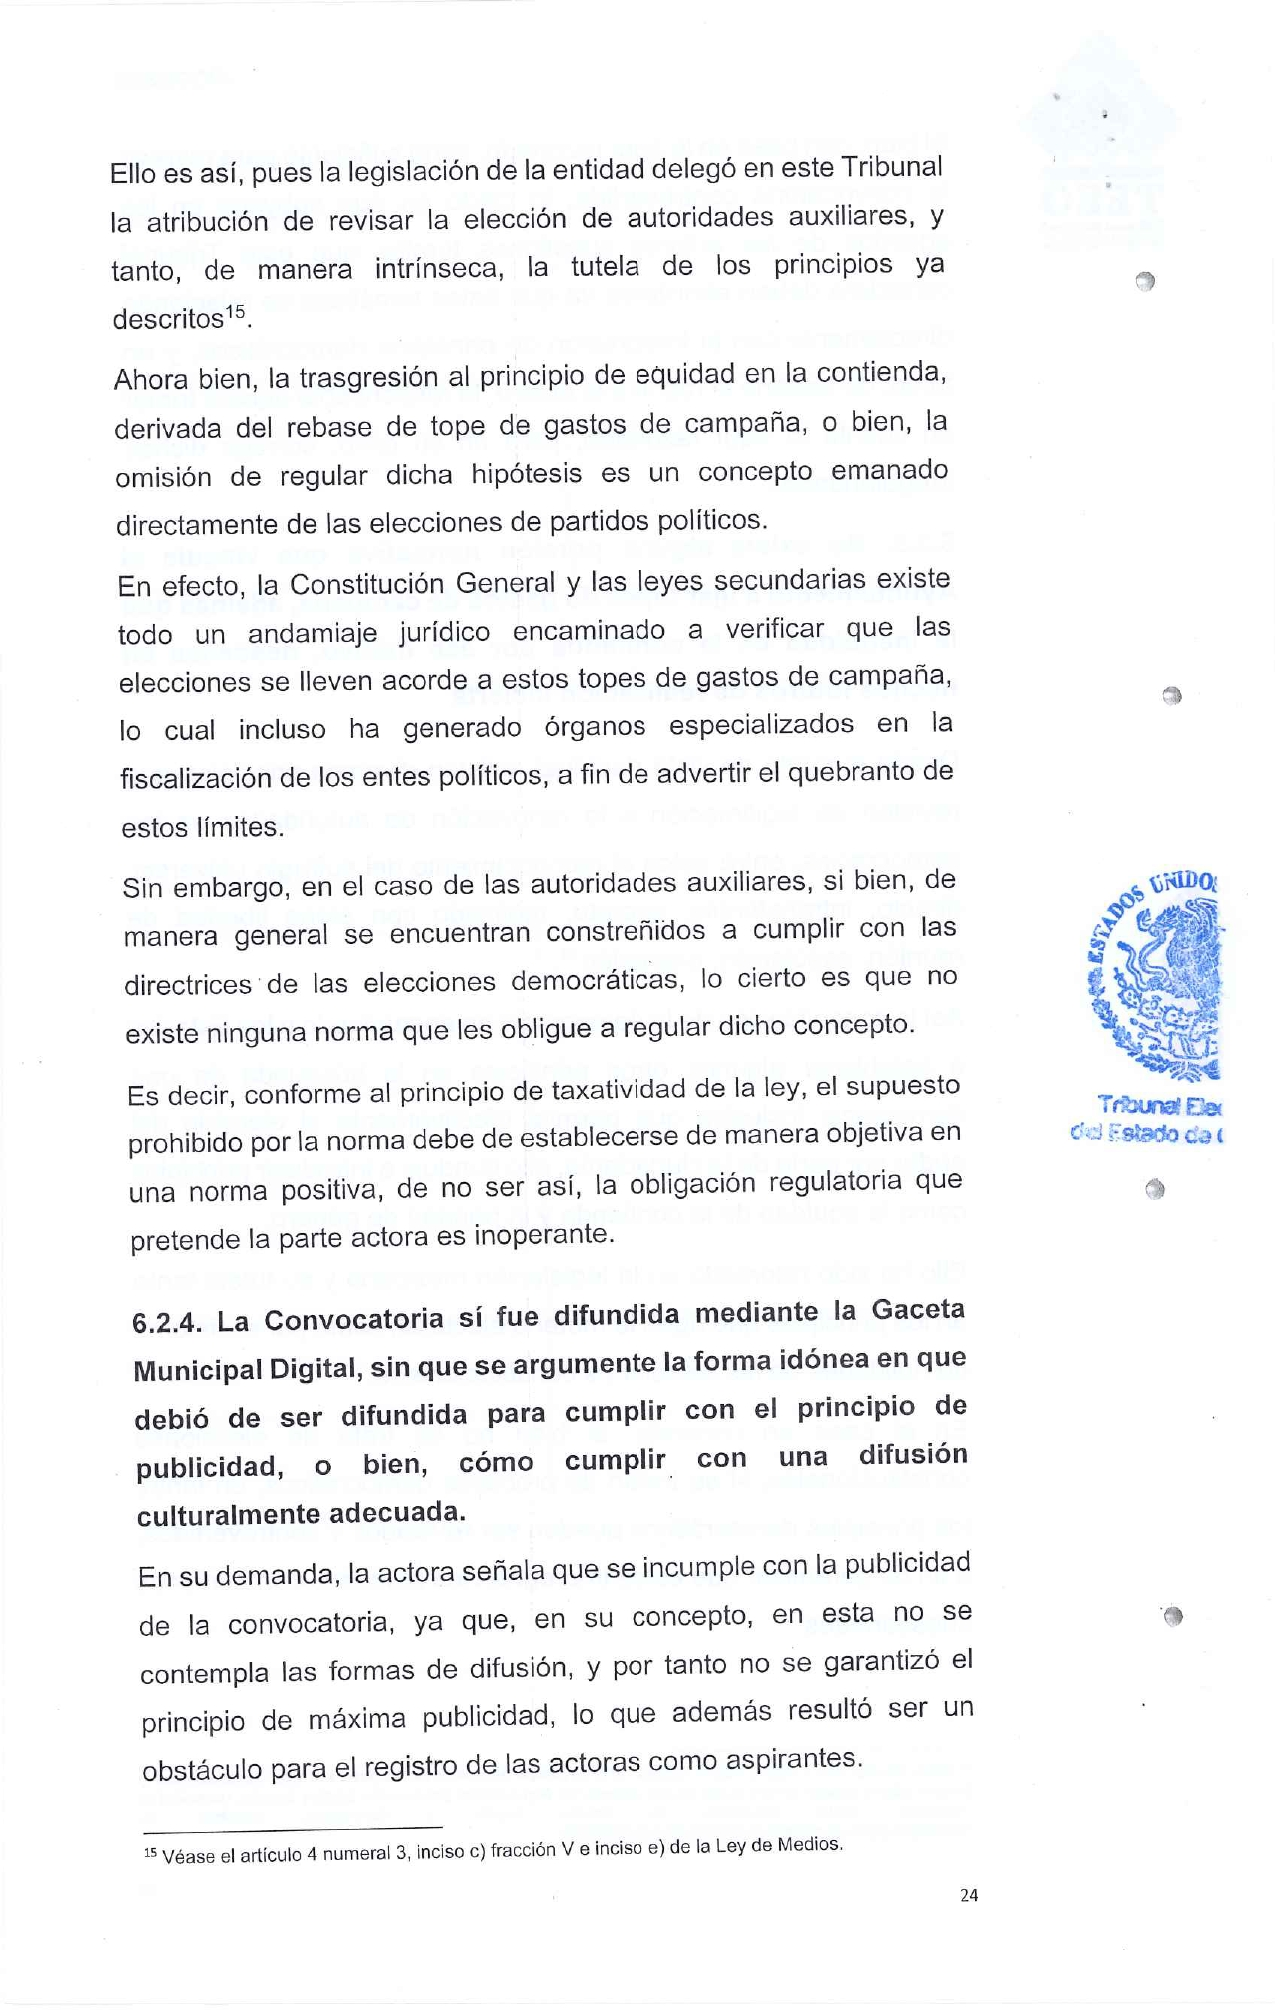 Ello es así, pues la legislación de la entidad delegó en este Tribunal
la atribución de revisar la elección de autoridades auxiliares, y
tanto, de manera intrínseca, la tutela de los principios ya
descritos¹⁵.
Ahora bien, la trasgresión al principio de equidad en la contienda,
derivada del rebase de tope de gastos de campaña, o bien, la
omisión de regular dicha hipótesis es un concepto emanado
directamente de las elecciones de partidos políticos.
En efecto, la Constitución General y las leyes secundarias existe
todo un andamiaje jurídico encaminado a verificar que las
elecciones se lleven acorde a estos topes de gastos de campaña,
lo cual incluso ha generado órganos especializados en la
fiscalización de los entes políticos, a fin de advertir el quebranto de
estos límites.
Sin embargo, en el caso de las autoridades auxiliares, si bien, de
manera general se encuentran constreñidos a cumplir con las
directrices de las elecciones democráticas, lo cierto es que no
existe ninguna norma que les obligue a regular dicho concepto.
Es decir, conforme al principio de taxatividad de la ley, el supuesto
prohibido por la norma debe de establecerse de manera objetiva en
una norma positiva, de no ser así, la obligación regulatoria que
pretende la parte actora es inoperante.
6.2.4. La Convocatoria sí fue difundida mediante la Gaceta
Municipal Digital, sin que se argumente la forma idónea en que
debió de ser difundida para cumplir con el principio de
publicidad, o bien, cómo cumplir con una difusión
culturalmente adecuada.
En su demanda, la actora señala que se incumple con la publicidad
de la convocatoria, ya que, en su concepto, en esta no se
contempla las formas de difusión, y por tanto no se garantizó el
principio de máxima publicidad, lo que además resultó ser un
obstáculo para el registro de las actoras como aspirantes.
¹⁵ Véase el artículo 4 numeral 3, inciso c) fracción V e inciso e) de la Ley de Medios.
24
ESTADOS UNIDOS
Tribunal Elec
del Estado de